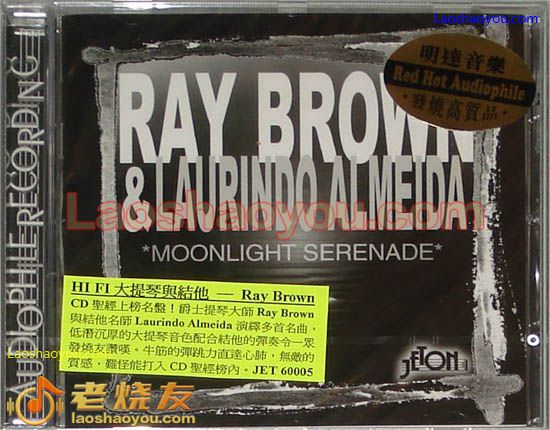 Laoshaoyou.com
明達音樂
Red Hot Audiophile
發燒高質品
RAY BROWN
& LAURINDO ALMEIDA
Laoshaoyou.com
*MOONLIGHT SERENADE*
AUDIOPHILE RECORDING
HI FI 大提琴與結他 — Ray Brown
CD 聖經上榜名盤！爵士提琴大師 Ray Brown
與結他名師 Laurindo Almeida 演繹多首名曲，
低潛沉厚的大提琴音色配合結他的彈奏令一眾
發燒友讚嘆。牛筋的彈跳力直達心肺，無敵的
質感，難怪能打入 CD 聖經榜內。JET 60005
JETON
老烧友
laoshaoyou.com